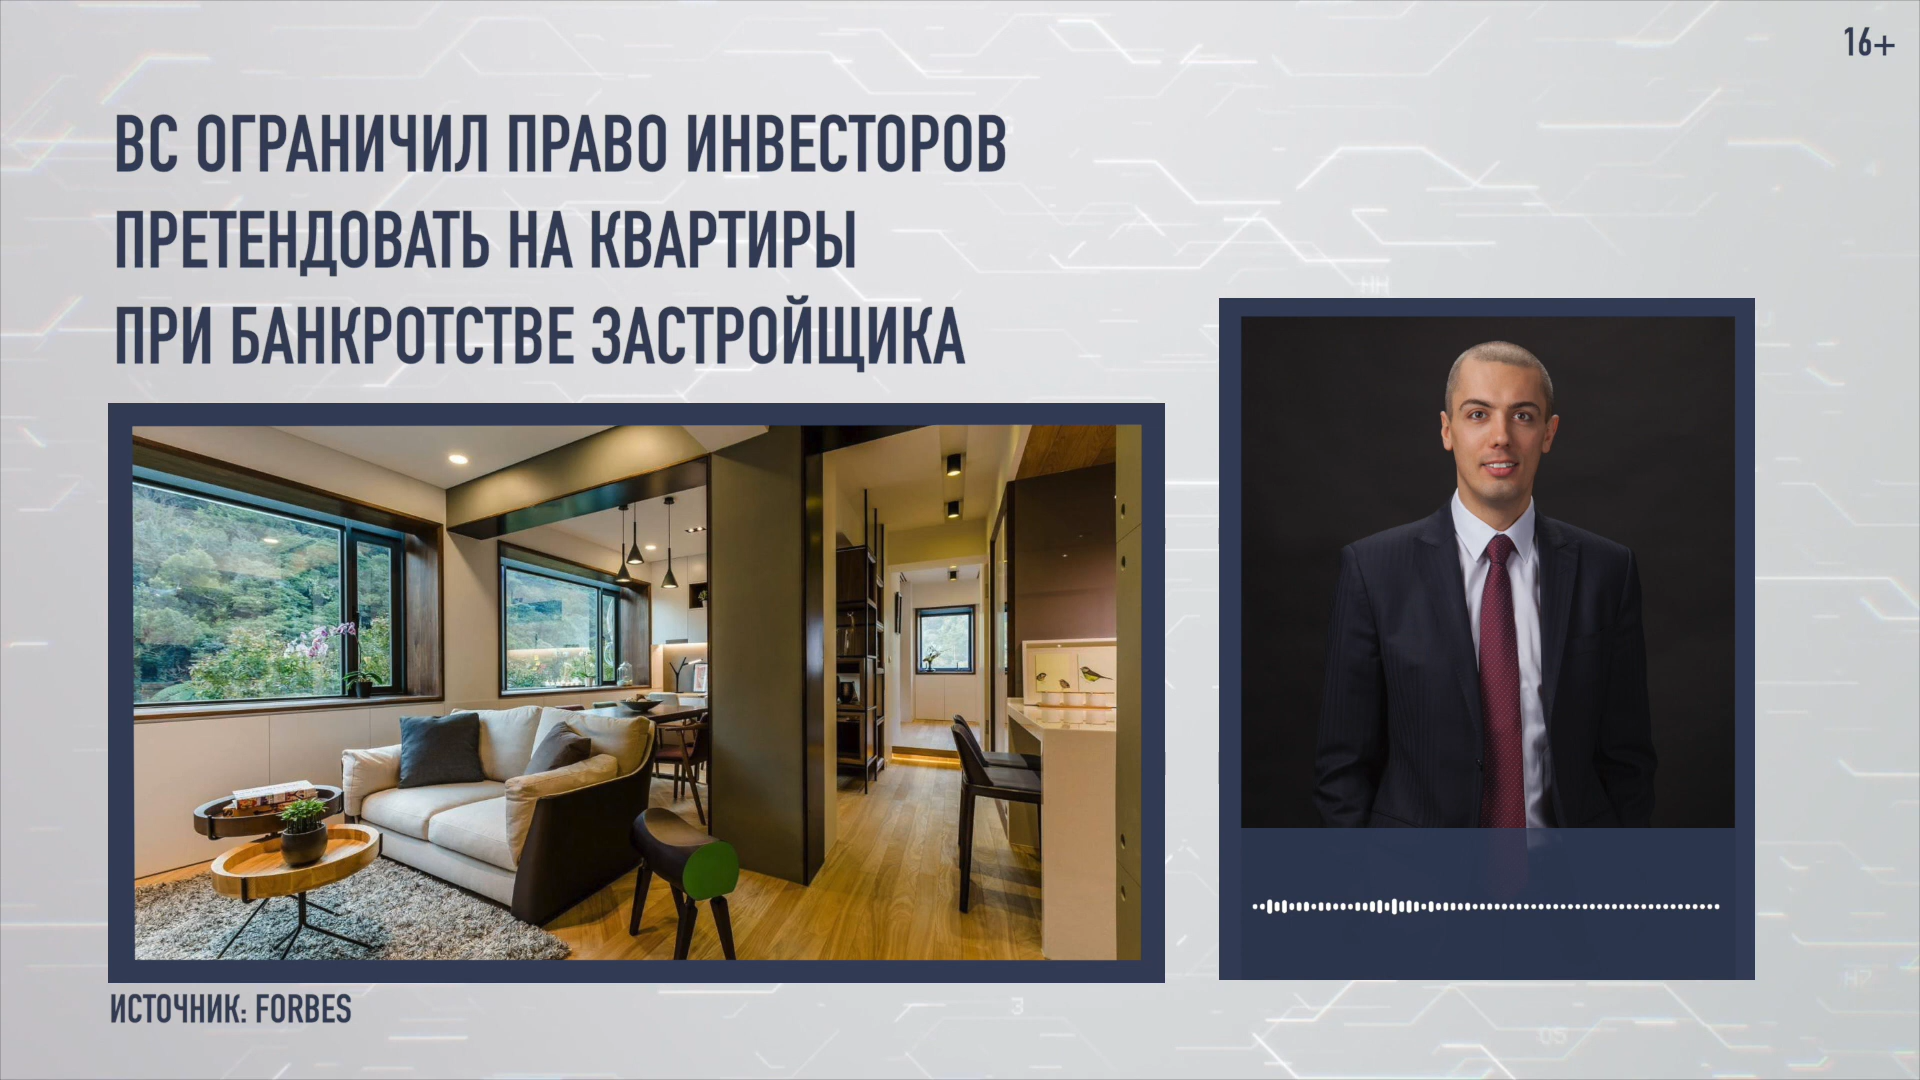 16+
ВС ОГРАНИЧИЛ ПРАВО ИНВЕСТОРОВ
ПРЕТЕНДОВАТЬ НА КВАРТИРЫ
ПРИ БАНКРОТСТВЕ ЗАСТРОЙЩИКА
ИСТОЧНИК: FORBES